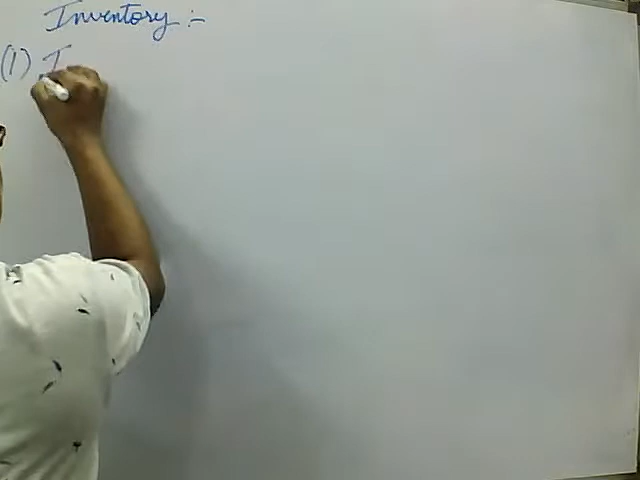 Inventory :-
(1) I